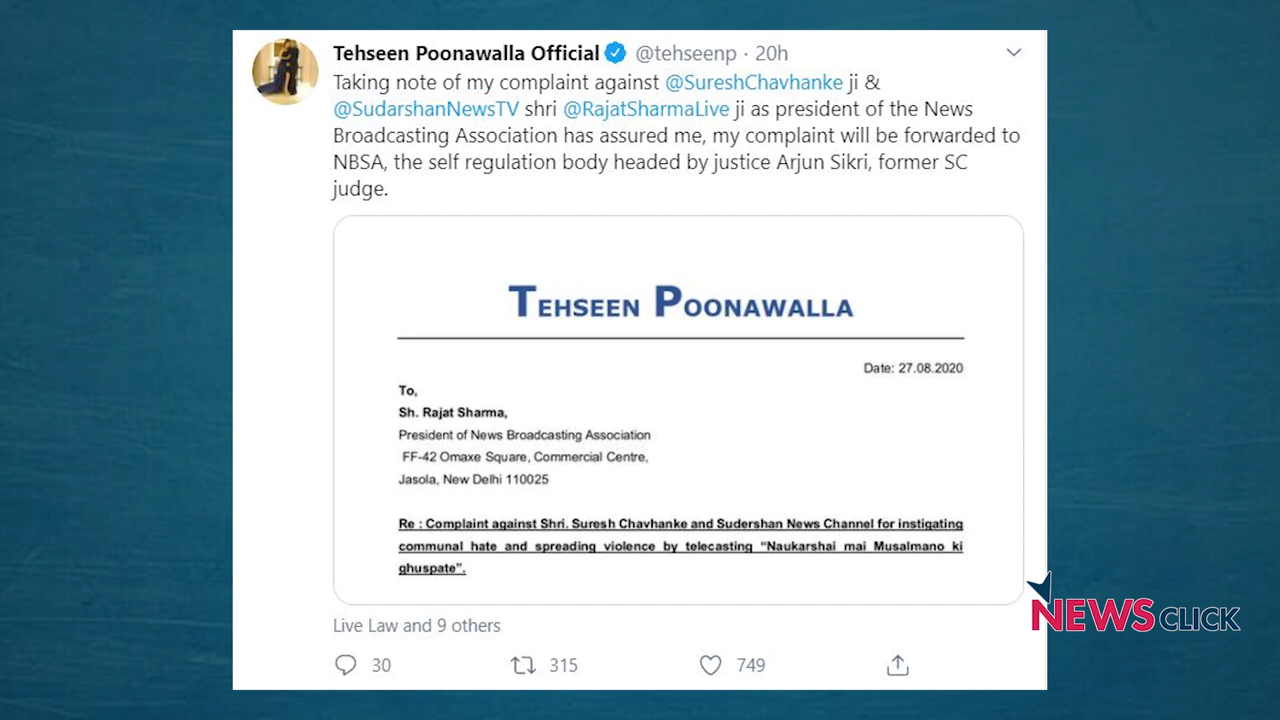 Tehseen Poonawalla Official @tehseenp · 20h
Taking note of my complaint against @SureshChavhanke ji &
@SudarshanNewsTV shri @RajatSharmaLive ji as president of the News
Broadcasting Association has assured me, my complaint will be forwarded to
NBSA, the self regulation body headed by justice Arjun Sikri, former SC
judge.
TEHSEEN POONAWALLA
Date: 27.08.2020
To,
Sh. Rajat Sharma,
President of News Broadcasting Association
FF-42 Omaxe Square, Commercial Centre,
Jasola, New Delhi 110025
Re : Complaint against Shri. Suresh Chavhanke and Sudershan News Channel for instigating
communal hate and spreading violence by telecasting “Naukarshai mai Musalmano ki
ghuspate”.
NEWSCLICK
Live Law and 9 others
30 315 749